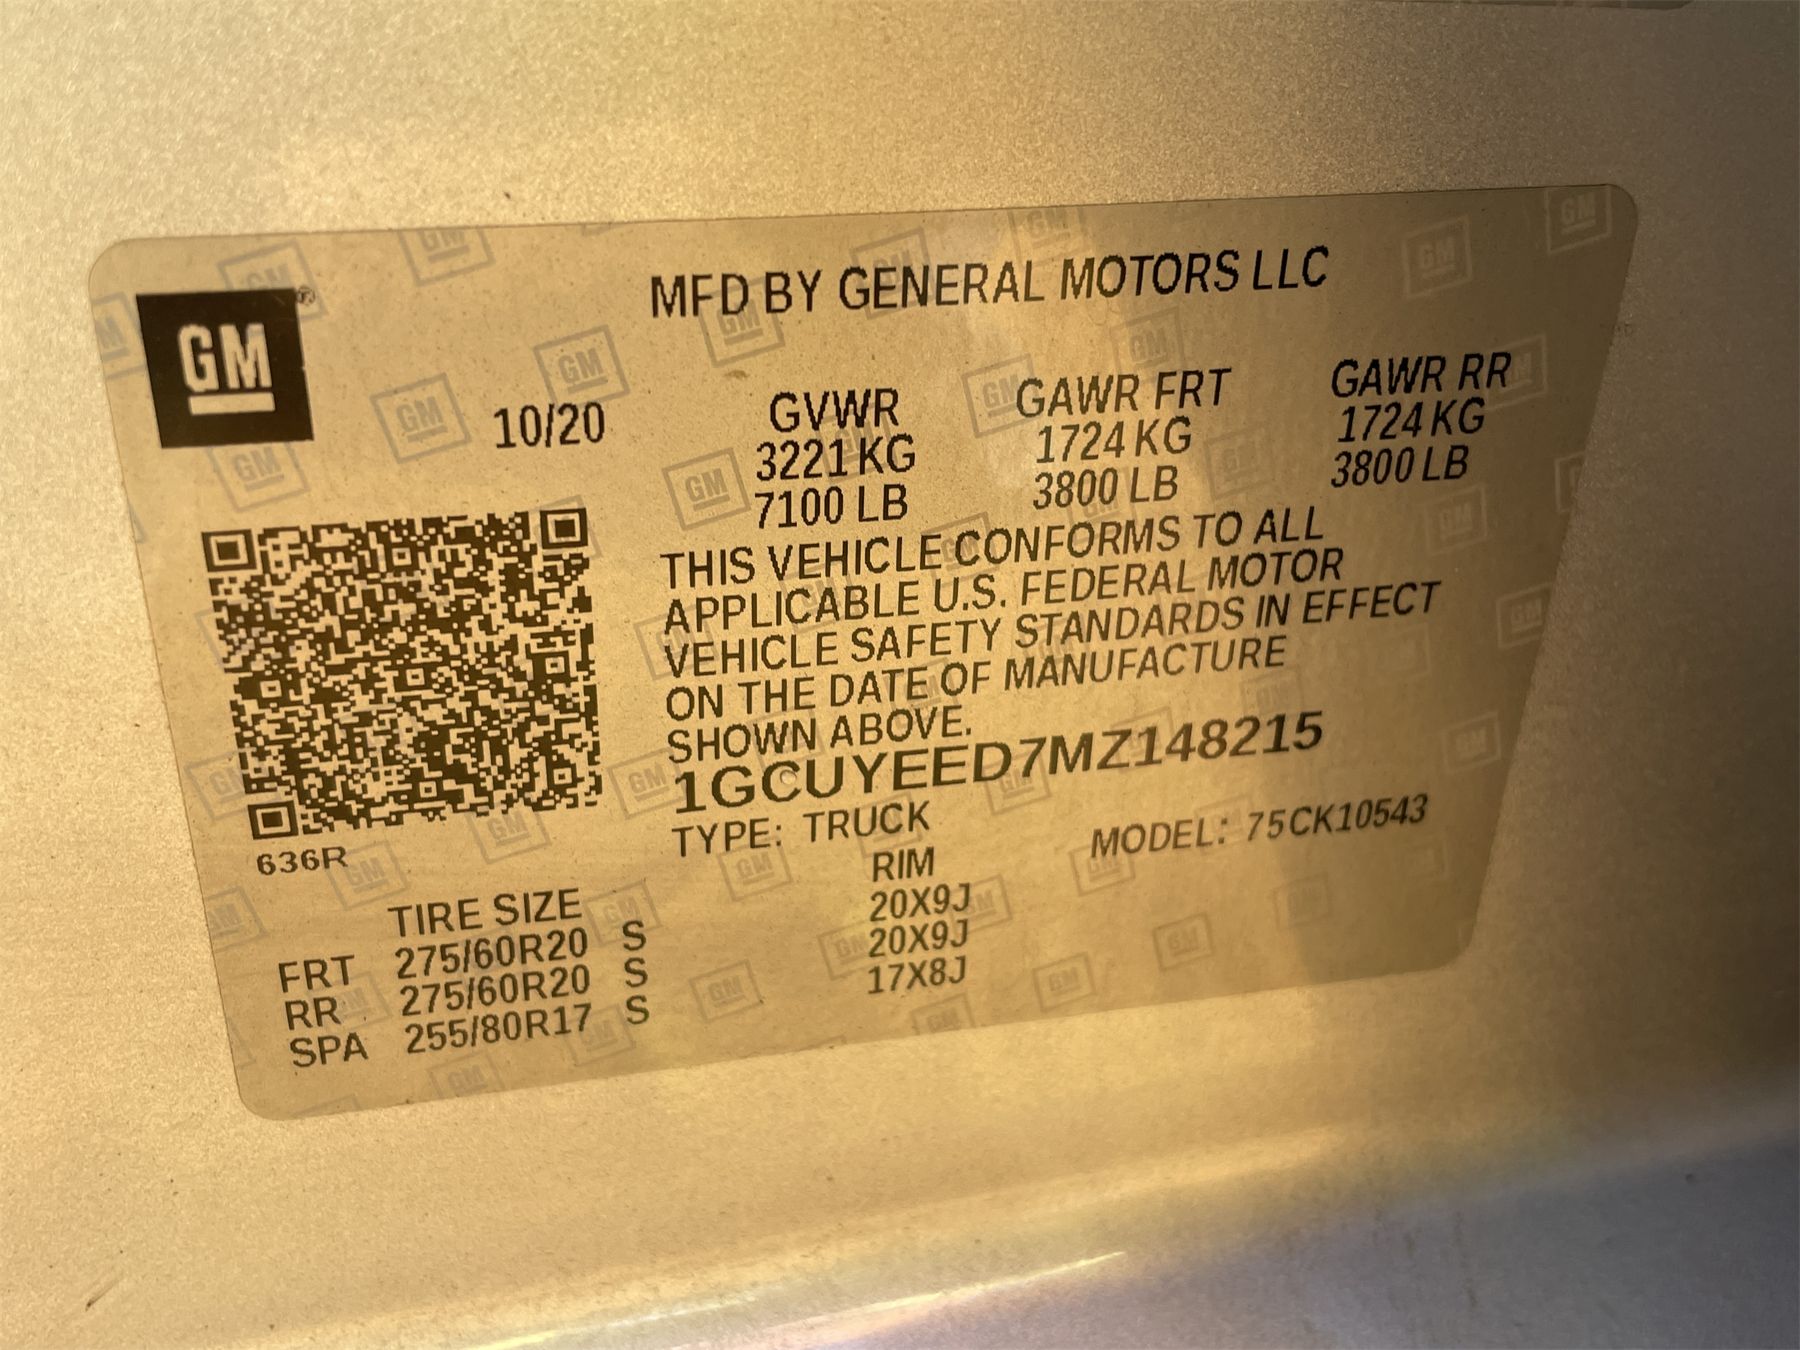 GM
MFD BY GENERAL MOTORS LLC
10/20 GVWR GAWR FRT GAWR RR
3221 KG 1724 KG 1724 KG
7100 LB 3800 LB 3800 LB
THIS VEHICLE CONFORMS TO ALL
APPLICABLE U.S. FEDERAL MOTOR
VEHICLE SAFETY STANDARDS IN EFFECT
ON THE DATE OF MANUFACTURE
SHOWN ABOVE.
1GCUYEED7MZ148215
TYPE: TRUCK MODEL: 75CK10543
636R
TIRE SIZE RIM
FRT 275/60R20 S 20X9J
RR 275/60R20 S 20X9J
SPA 255/80R17 S 17X8J